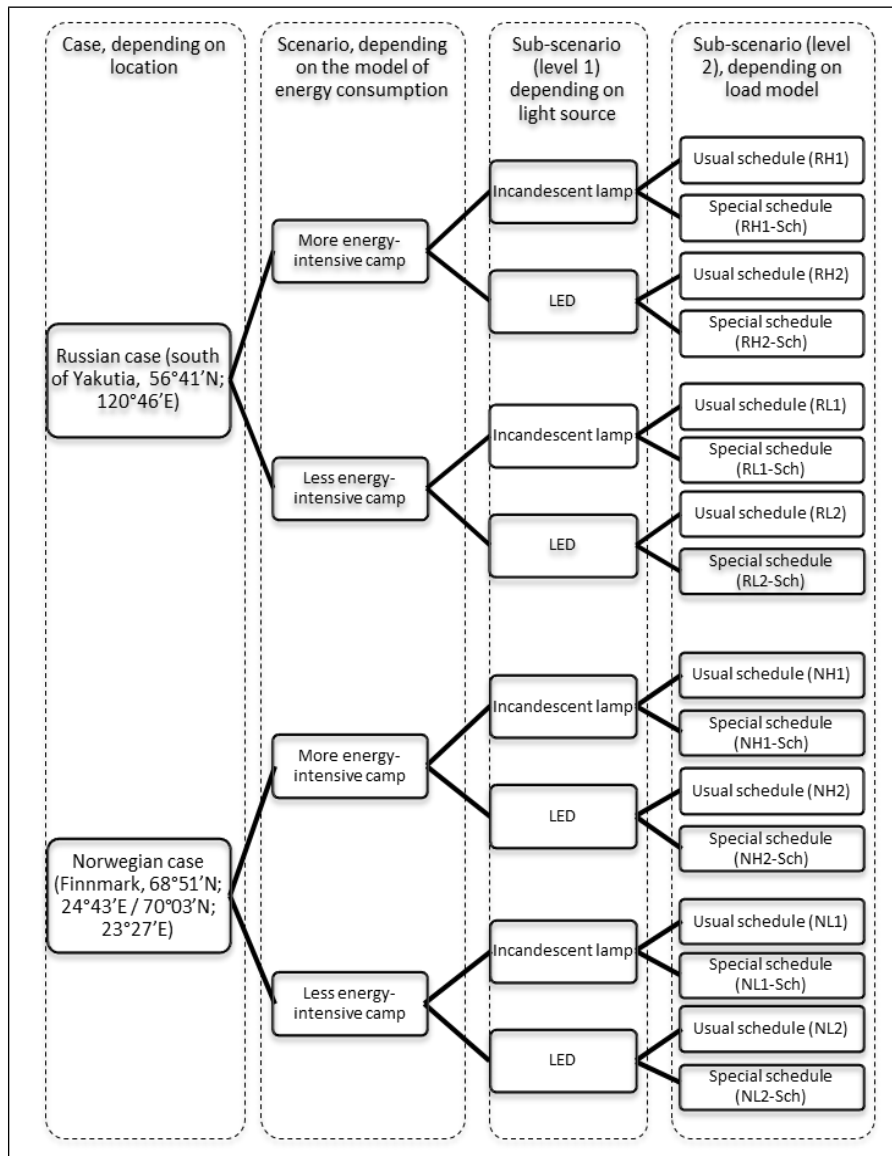 Case, depending on
location
Scenario, depending
on the model of
energy consumption
Sub-scenario
(level 1)
depending on
light source
Sub-scenario (level
2), depending on
load model
Russian case (south
of Yakutia, 56°41’N;
120°46’E)
More energy-
intensive camp
Incandescent lamp
Usual schedule (RH1)
Special schedule
(RH1-Sch)
LED
Usual schedule (RH2)
Special schedule
(RH2-Sch)
Less energy-
intensive camp
Incandescent lamp
Usual schedule (RL1)
Special schedule
(RL1-Sch)
LED
Usual schedule (RL2)
Special schedule
(RL2-Sch)
Norwegian case
(Finnmark, 68°51’N;
24°43’E / 70°03’N;
23°27’E)
More energy-
intensive camp
Incandescent lamp
Usual schedule (NH1)
Special schedule
(NH1-Sch)
LED
Usual schedule (NH2)
Special schedule
(NH2-Sch)
Less energy-
intensive camp
Incandescent lamp
Usual schedule (NL1)
Special schedule
(NL1-Sch)
LED
Usual schedule (NL2)
Special schedule
(NL2-Sch)